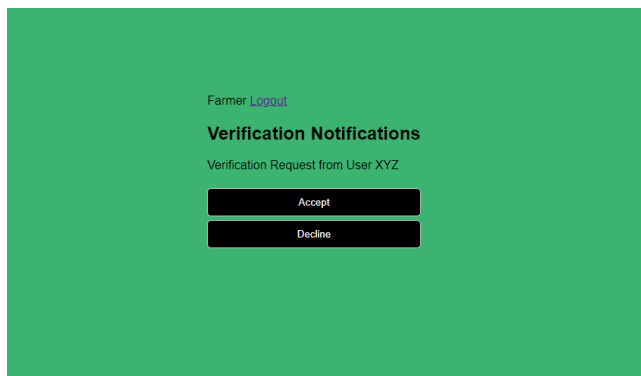 Farmer Logout
Verification Notifications
Verification Request from User XYZ
Accept
Decline